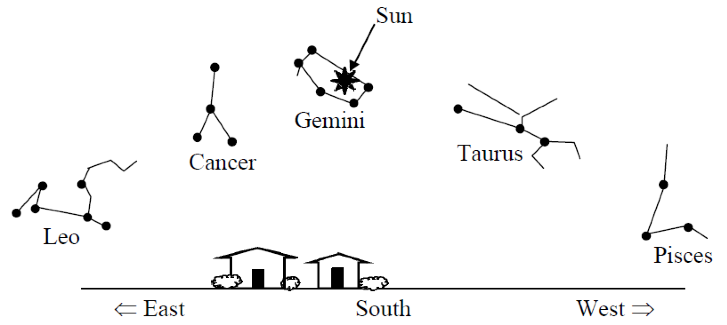 Sun
Gemini
Cancer
Taurus
Leo
Pisces
⇐ East South West ⇒